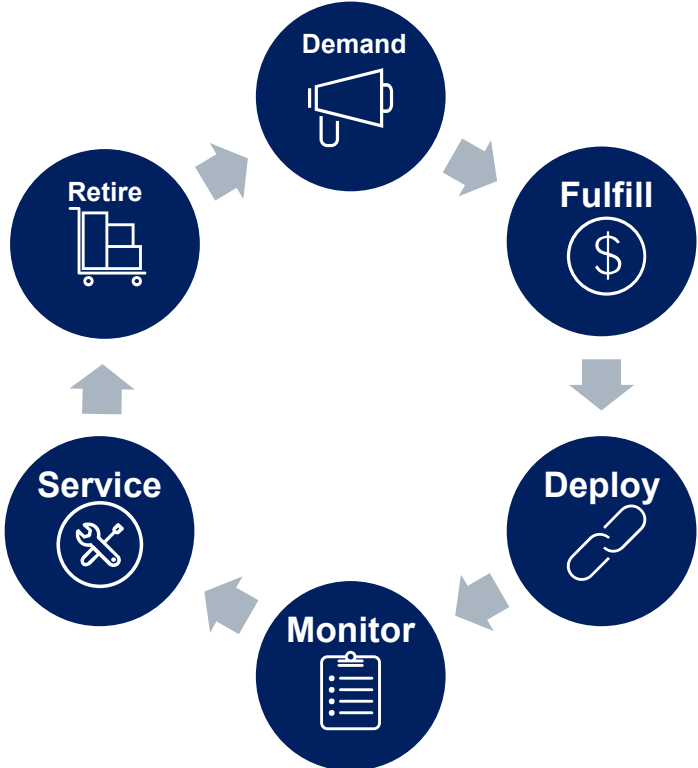 Demand
Fulfill
$
Deploy
Monitor
Service
Retire